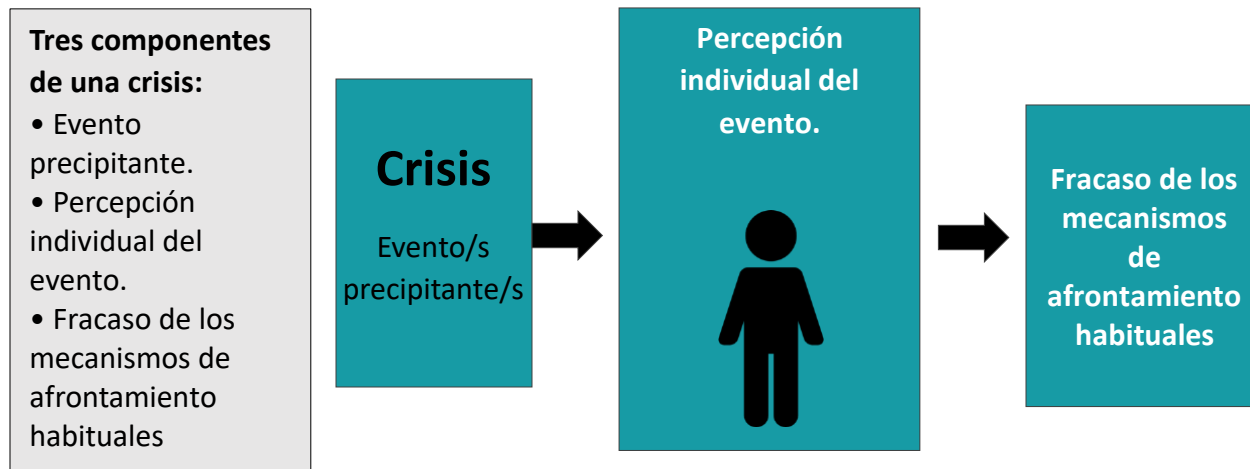 Tres componentes
de una crisis:
• Evento
precipitante.
• Percepción
individual del
evento.
• Fracaso de los
mecanismos de
afrontamiento
habituales
Crisis
Evento/s
precipitante/s
Percepción
individual del
evento.
Fracaso de los
mecanismos
de
afrontamiento
habituales